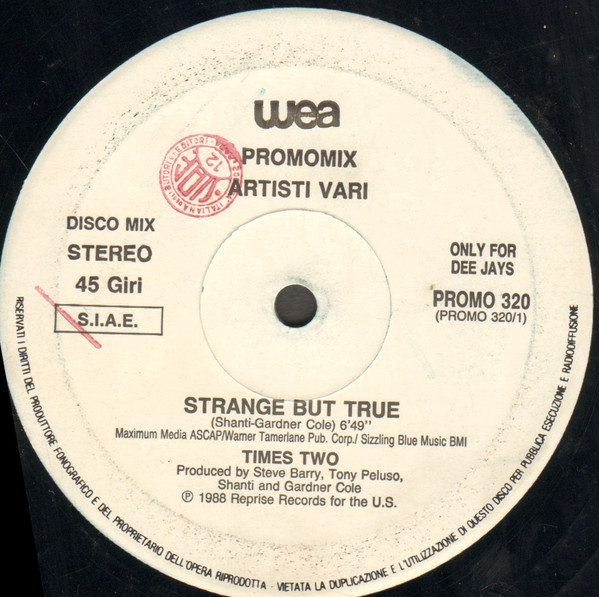 wea
PROMOMIX
ARTISTI VARI
DISCO MIX
STEREO
45 Giri
S.I.A.E.
ONLY FOR
DEE JAYS
PROMO 320
(PROMO 320/1)
STRANGE BUT TRUE
(Shanti-Gardner Cole) 6'49"
Maximum Media ASCAP/Warner Tamerlane Pub. Corp./ Sizzling Blue Music BMI
TIMES TWO
Produced by Steve Barry, Tony Peluso,
Shanti and Gardner Cole
℗ 1988 Reprise Records for the U.S.
RISERVATI I DIRITTI DEL PRODUTTORE FONOGRAFICO E DEL PROPRIETARIO DELL'OPERA RIPRODOTTA - VIETATA LA DUPLICAZIONE E L'UTILIZZAZIONE DI QUESTO DISCO PER PUBBLICA ESECUZIONE E RADIODIFFUSIONE